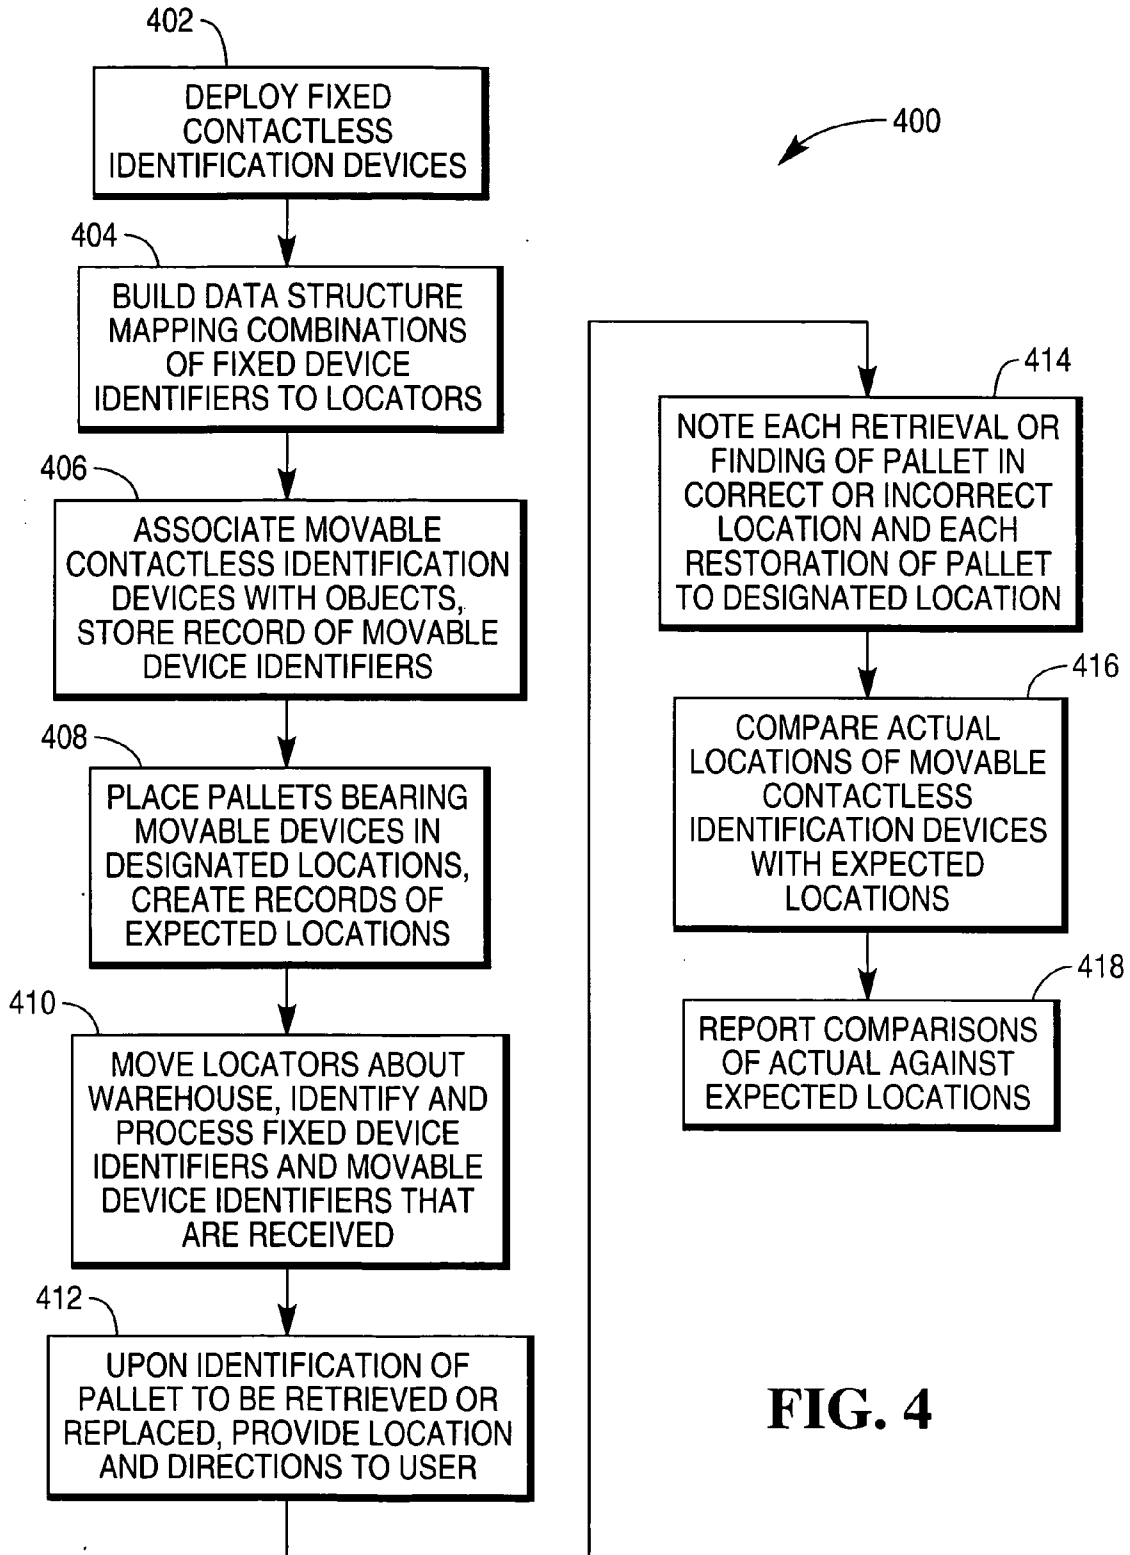 402
DEPLOY FIXED
CONTACTLESS
IDENTIFICATION DEVICES
400
404
BUILD DATA STRUCTURE
MAPPING COMBINATIONS
OF FIXED DEVICE
IDENTIFIERS TO LOCATORS
406
ASSOCIATE MOVABLE
CONTACTLESS IDENTIFICATION
DEVICES WITH OBJECTS,
STORE RECORD OF MOVABLE
DEVICE IDENTIFIERS
408
PLACE PALLETS BEARING
MOVABLE DEVICES IN
DESIGNATED LOCATIONS,
CREATE RECORDS OF
EXPECTED LOCATIONS
410
MOVE LOCATORS ABOUT
WAREHOUSE, IDENTIFY AND
PROCESS FIXED DEVICE
IDENTIFIERS AND MOVABLE
DEVICE IDENTIFIERS THAT
ARE RECEIVED
412
UPON IDENTIFICATION OF
PALLET TO BE RETRIEVED OR
REPLACED, PROVIDE LOCATION
AND DIRECTIONS TO USER
414
NOTE EACH RETRIEVAL OR
FINDING OF PALLET IN
CORRECT OR INCORRECT
LOCATION AND EACH
RESTORATION OF PALLET
TO DESIGNATED LOCATION
416
COMPARE ACTUAL
LOCATIONS OF MOVABLE
CONTACTLESS
IDENTIFICATION DEVICES
WITH EXPECTED
LOCATIONS
418
REPORT COMPARISONS
OF ACTUAL AGAINST
EXPECTED LOCATIONS
FIG. 4